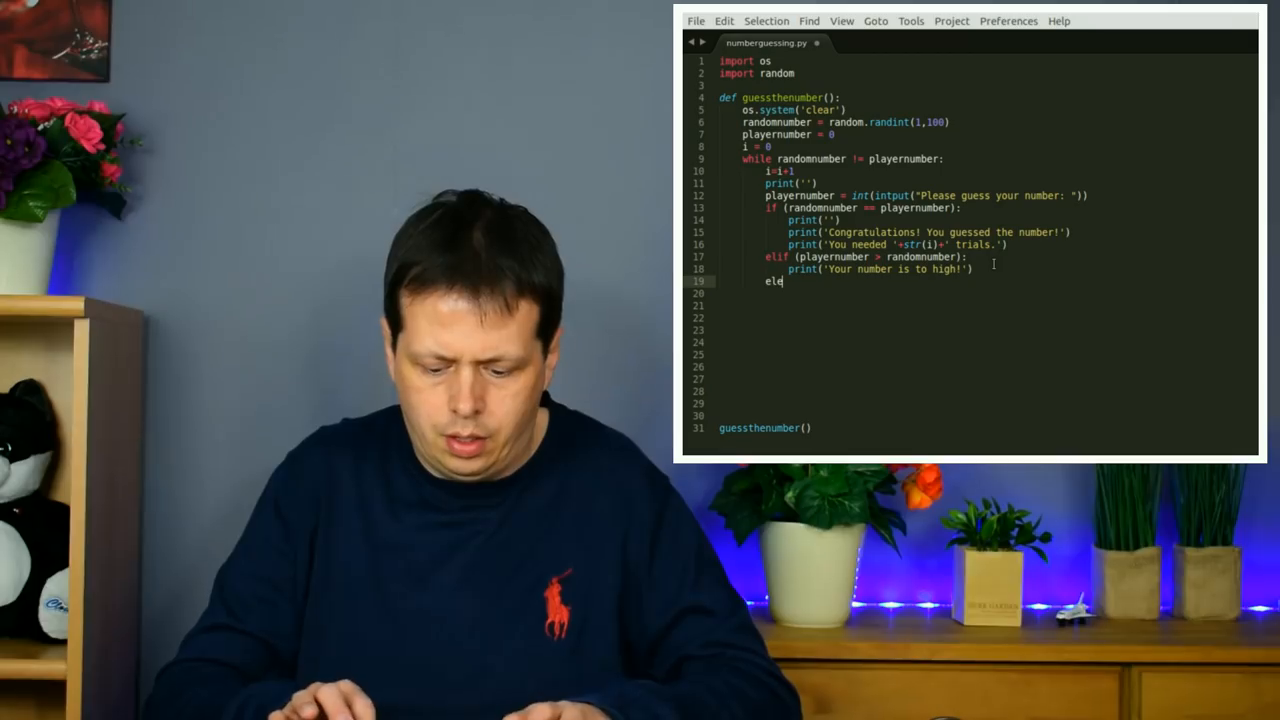 File Edit Selection Find View Goto Tools Project Preferences Help
numberguessing.py
1 import os
2 import random
3
4 def guessthenumber():
5 os.system('clear')
6 randomnumber = random.randint(1,100)
7 playernumber = 0
8 i = 0
9 while randomnumber != playernumber:
10 i=i+1
11 print('')
12 playernumber = int(intput("Please guess your number: "))
13 if (randomnumber == playernumber):
14 print('')
15 print('Congratulations! You guessed the number!')
16 print('You needed '+str(i)+' trials.')
17 elif (playernumber > randomnumber):
18 print('Your number is to high!')
19 ele
20
21
22
23
24
25
26
27
28
29
30
31 guessthenumber()
HERB GARDEN